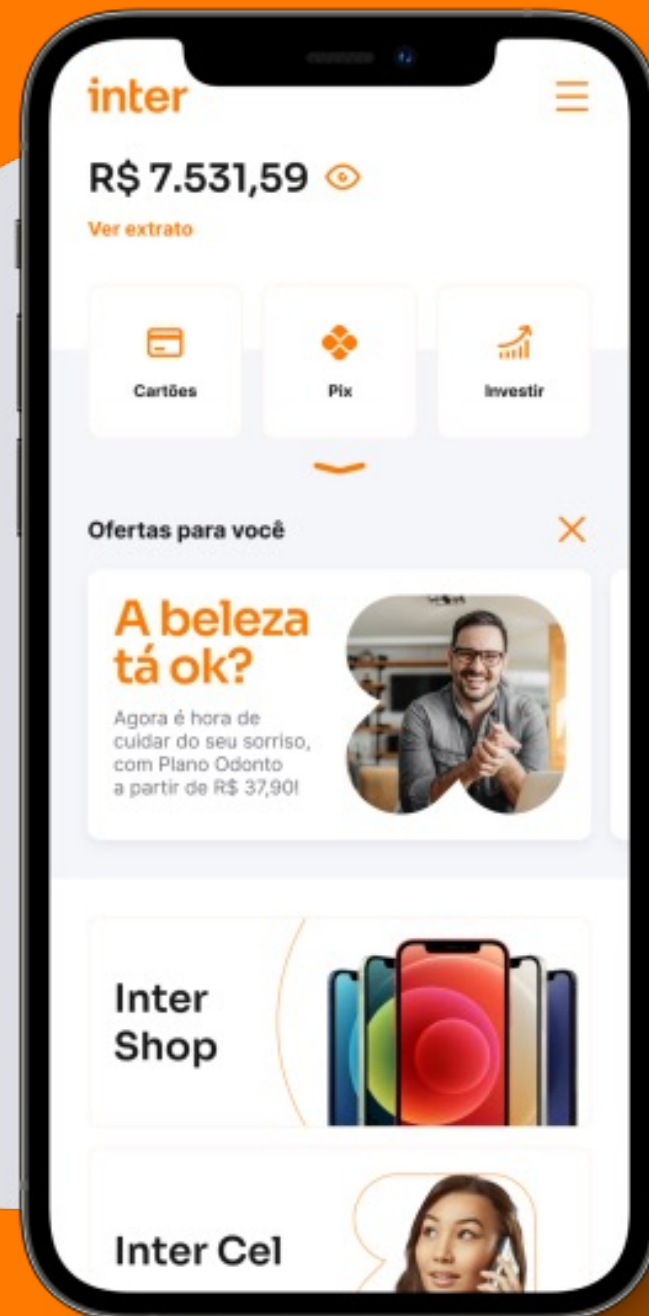 inter
R$ 7.531,59
Ver extrato
Cartões
Pix
Investir
Ofertas para você
A beleza
tá ok?
Agora é hora de
cuidar do seu sorriso,
com Plano Odonto
a partir de R$ 37,90!
Inter
Shop
Inter Cel